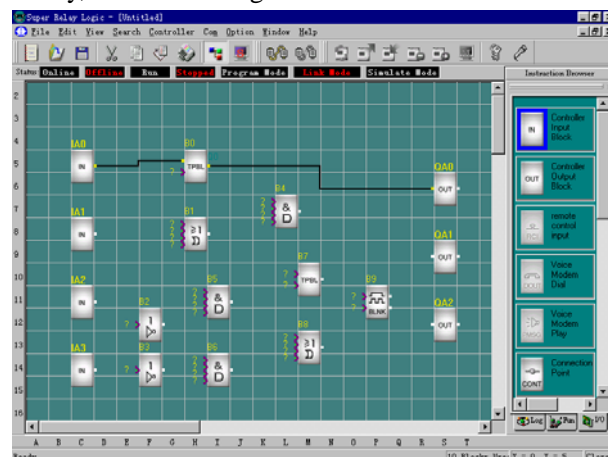 Super Relay Logic - [Untitled]
File Edit View Search Controller Com Option Window Help
Status Online Offline Run Stopped Program Mode Link Mode Simulate Mode
Instruction Browser
2
3
4
5
6
7
8
9
10
11
12
13
14
15
16
IA0
IN
B0
TPBL
?
QA0
OUT
B4
&
D
?
?
?
IA1
IN
B1
≥1
D
?
?
?
QA1
OUT
B7
TPBL
?
?
IA2
IN
B5
&
D
?
?
?
B9
BLNK
?
?
QA2
OUT
B2
1
?
B8
≥1
D
?
?
?
IA3
IN
B3
1
?
B6
&
D
?
?
?
IN
Controller
Input
Block
OUT
Controller
Output
Block
remote
control
input
Voice
Modem
Dial
Voice
Modem
Play
CONT
Connection
Point
Log Fun I/O
A B C D E F G H I J K L M N O P Q R S T
Ready